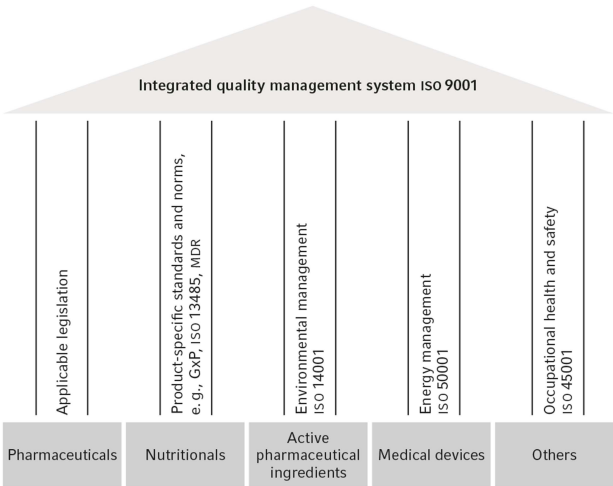 Integrated quality management system ISO 9001
Applicable legislation
Product-specific standards and norms,
e. g., GxP, ISO 13485, MDR
Environmental management
ISO 14001
Energy management
ISO 50001
Occupational health and safety
ISO 45001
Pharmaceuticals
Nutritionals
Active
pharmaceutical
ingredients
Medical devices
Others